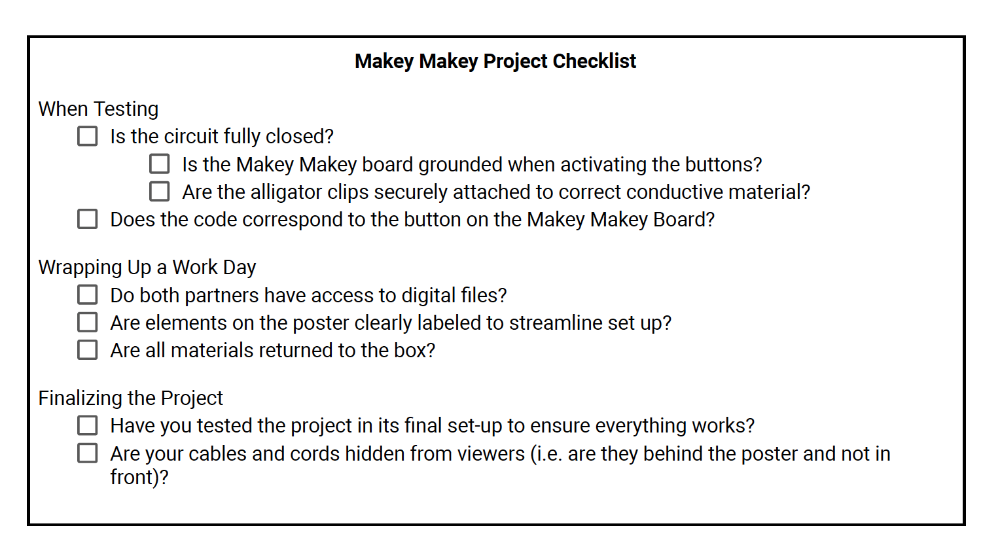 Makey Makey Project Checklist
When Testing
Is the circuit fully closed?
Is the Makey Makey board grounded when activating the buttons?
Are the alligator clips securely attached to correct conductive material?
Does the code correspond to the button on the Makey Makey Board?
Wrapping Up a Work Day
Do both partners have access to digital files?
Are elements on the poster clearly labeled to streamline set up?
Are all materials returned to the box?
Finalizing the Project
Have you tested the project in its final set-up to ensure everything works?
Are your cables and cords hidden from viewers (i.e. are they behind the poster and not in
front)?